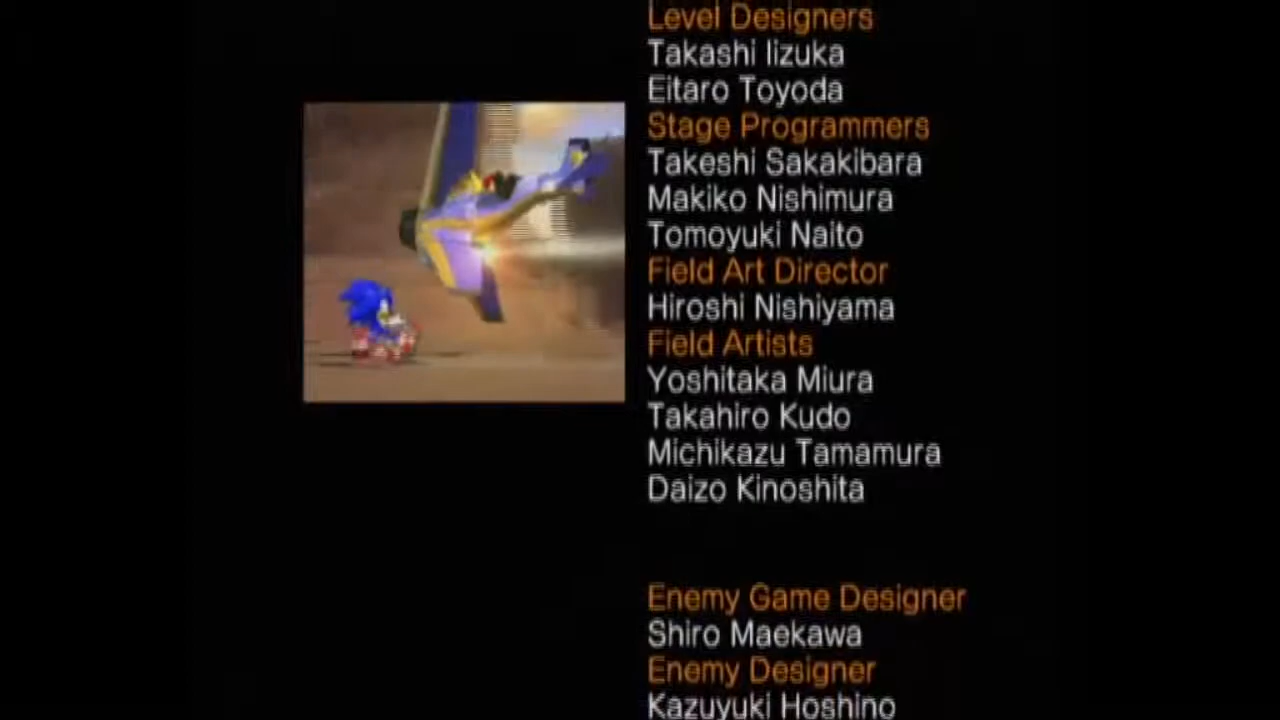 Level Designers
Takashi Iizuka
Eitaro Toyoda
Stage Programmers
Takeshi Sakakibara
Makiko Nishimura
Tomoyuki Naito
Field Art Director
Hiroshi Nishiyama
Field Artists
Yoshitaka Miura
Takahiro Kudo
Michikazu Tamamura
Daizo Kinoshita
Enemy Game Designer
Shiro Maekawa
Enemy Designer
Kazuyuki Hoshino